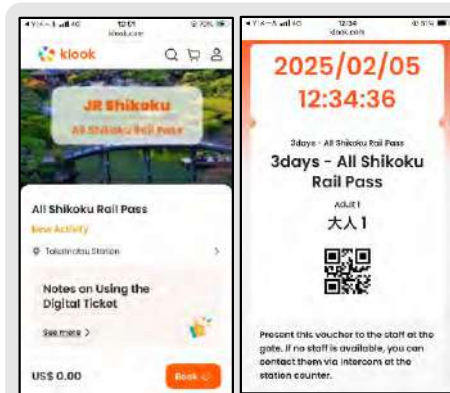 klook.com
klook
JR Shikoku
All Shikoku Rail Pass
All Shikoku Rail Pass
New Activity
Takamatsu Station
Notes on Using the
Digital Ticket
See more >
US$ 0.00
Book
12:34
klook.com
2025/02/05
12:34:36
3days - All Shikoku Rail Pass
3days - All Shikoku
Rail Pass
Adult 1
大人 1
Present this voucher to the staff at the
gate. If no staff is available, you can
contact them via intercom at the
station counter.